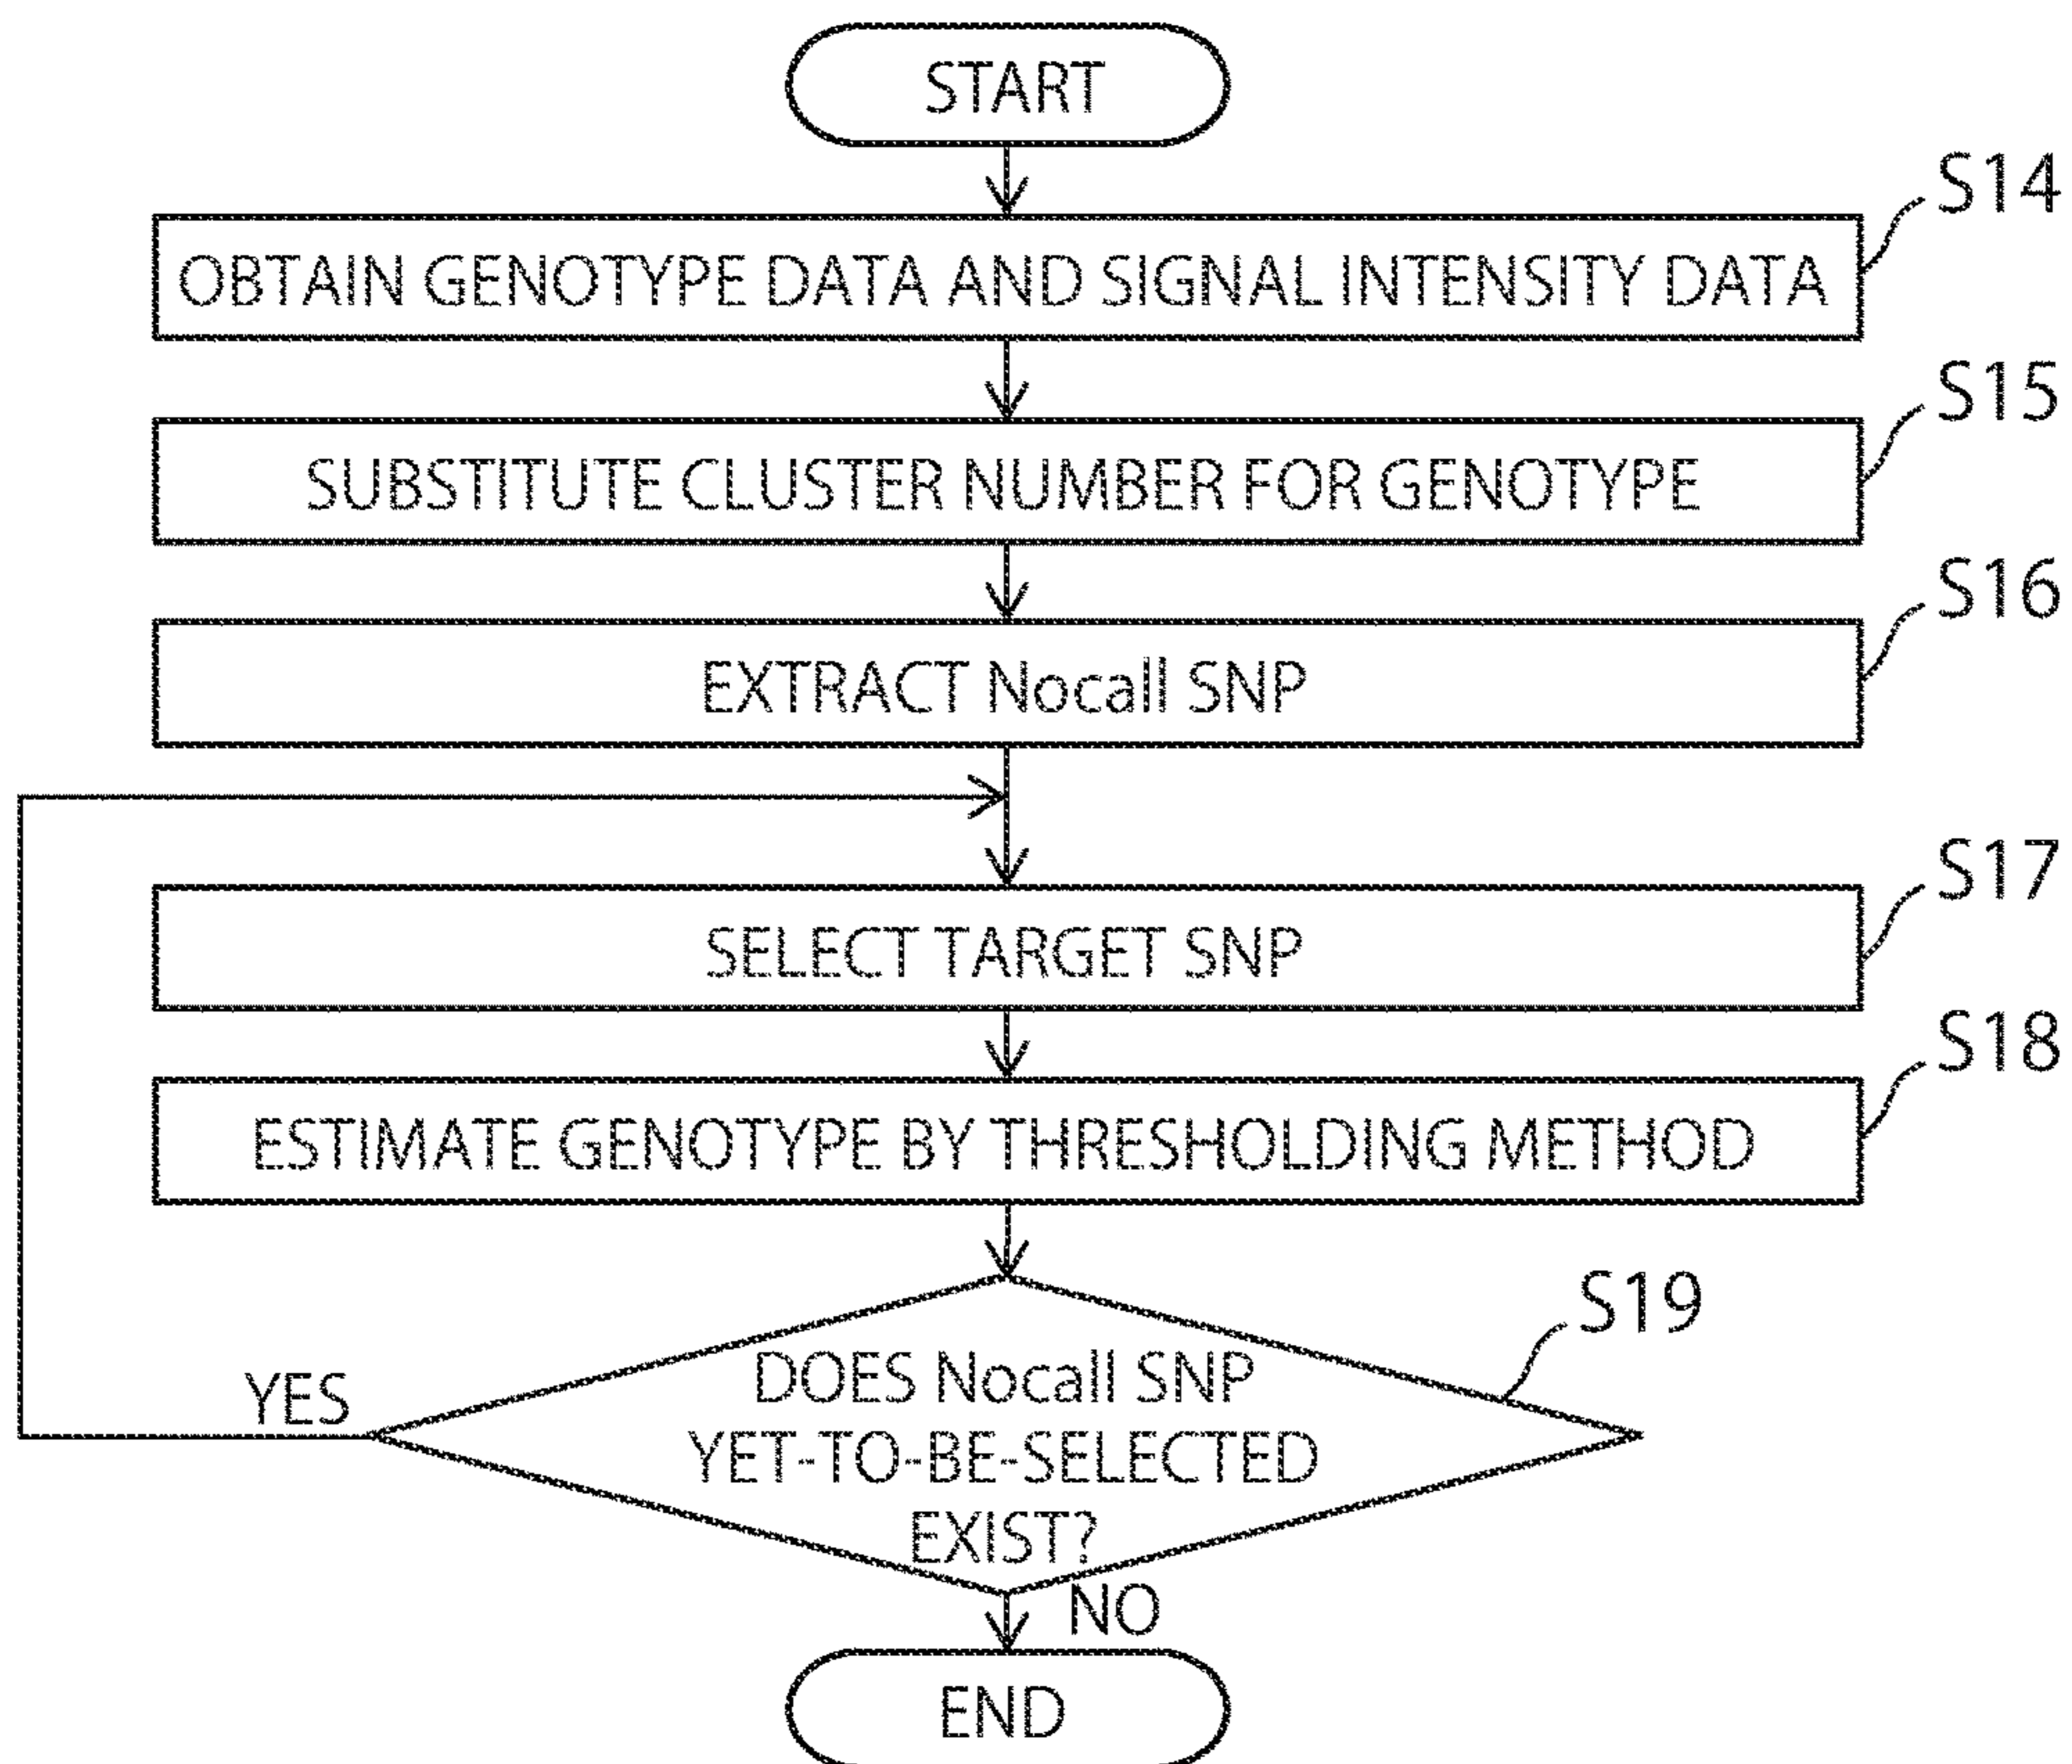 START
S14
OBTAIN GENOTYPE DATA AND SIGNAL INTENSITY DATA
S15
SUBSTITUTE CLUSTER NUMBER FOR GENOTYPE
S16
EXTRACT Nocall SNP
S17
SELECT TARGET SNP
S18
ESTIMATE GENOTYPE BY THRESHOLDING METHOD
S19
DOES Nocall SNP
YET-TO-BE-SELECTED
EXIST?
YES
NO
END